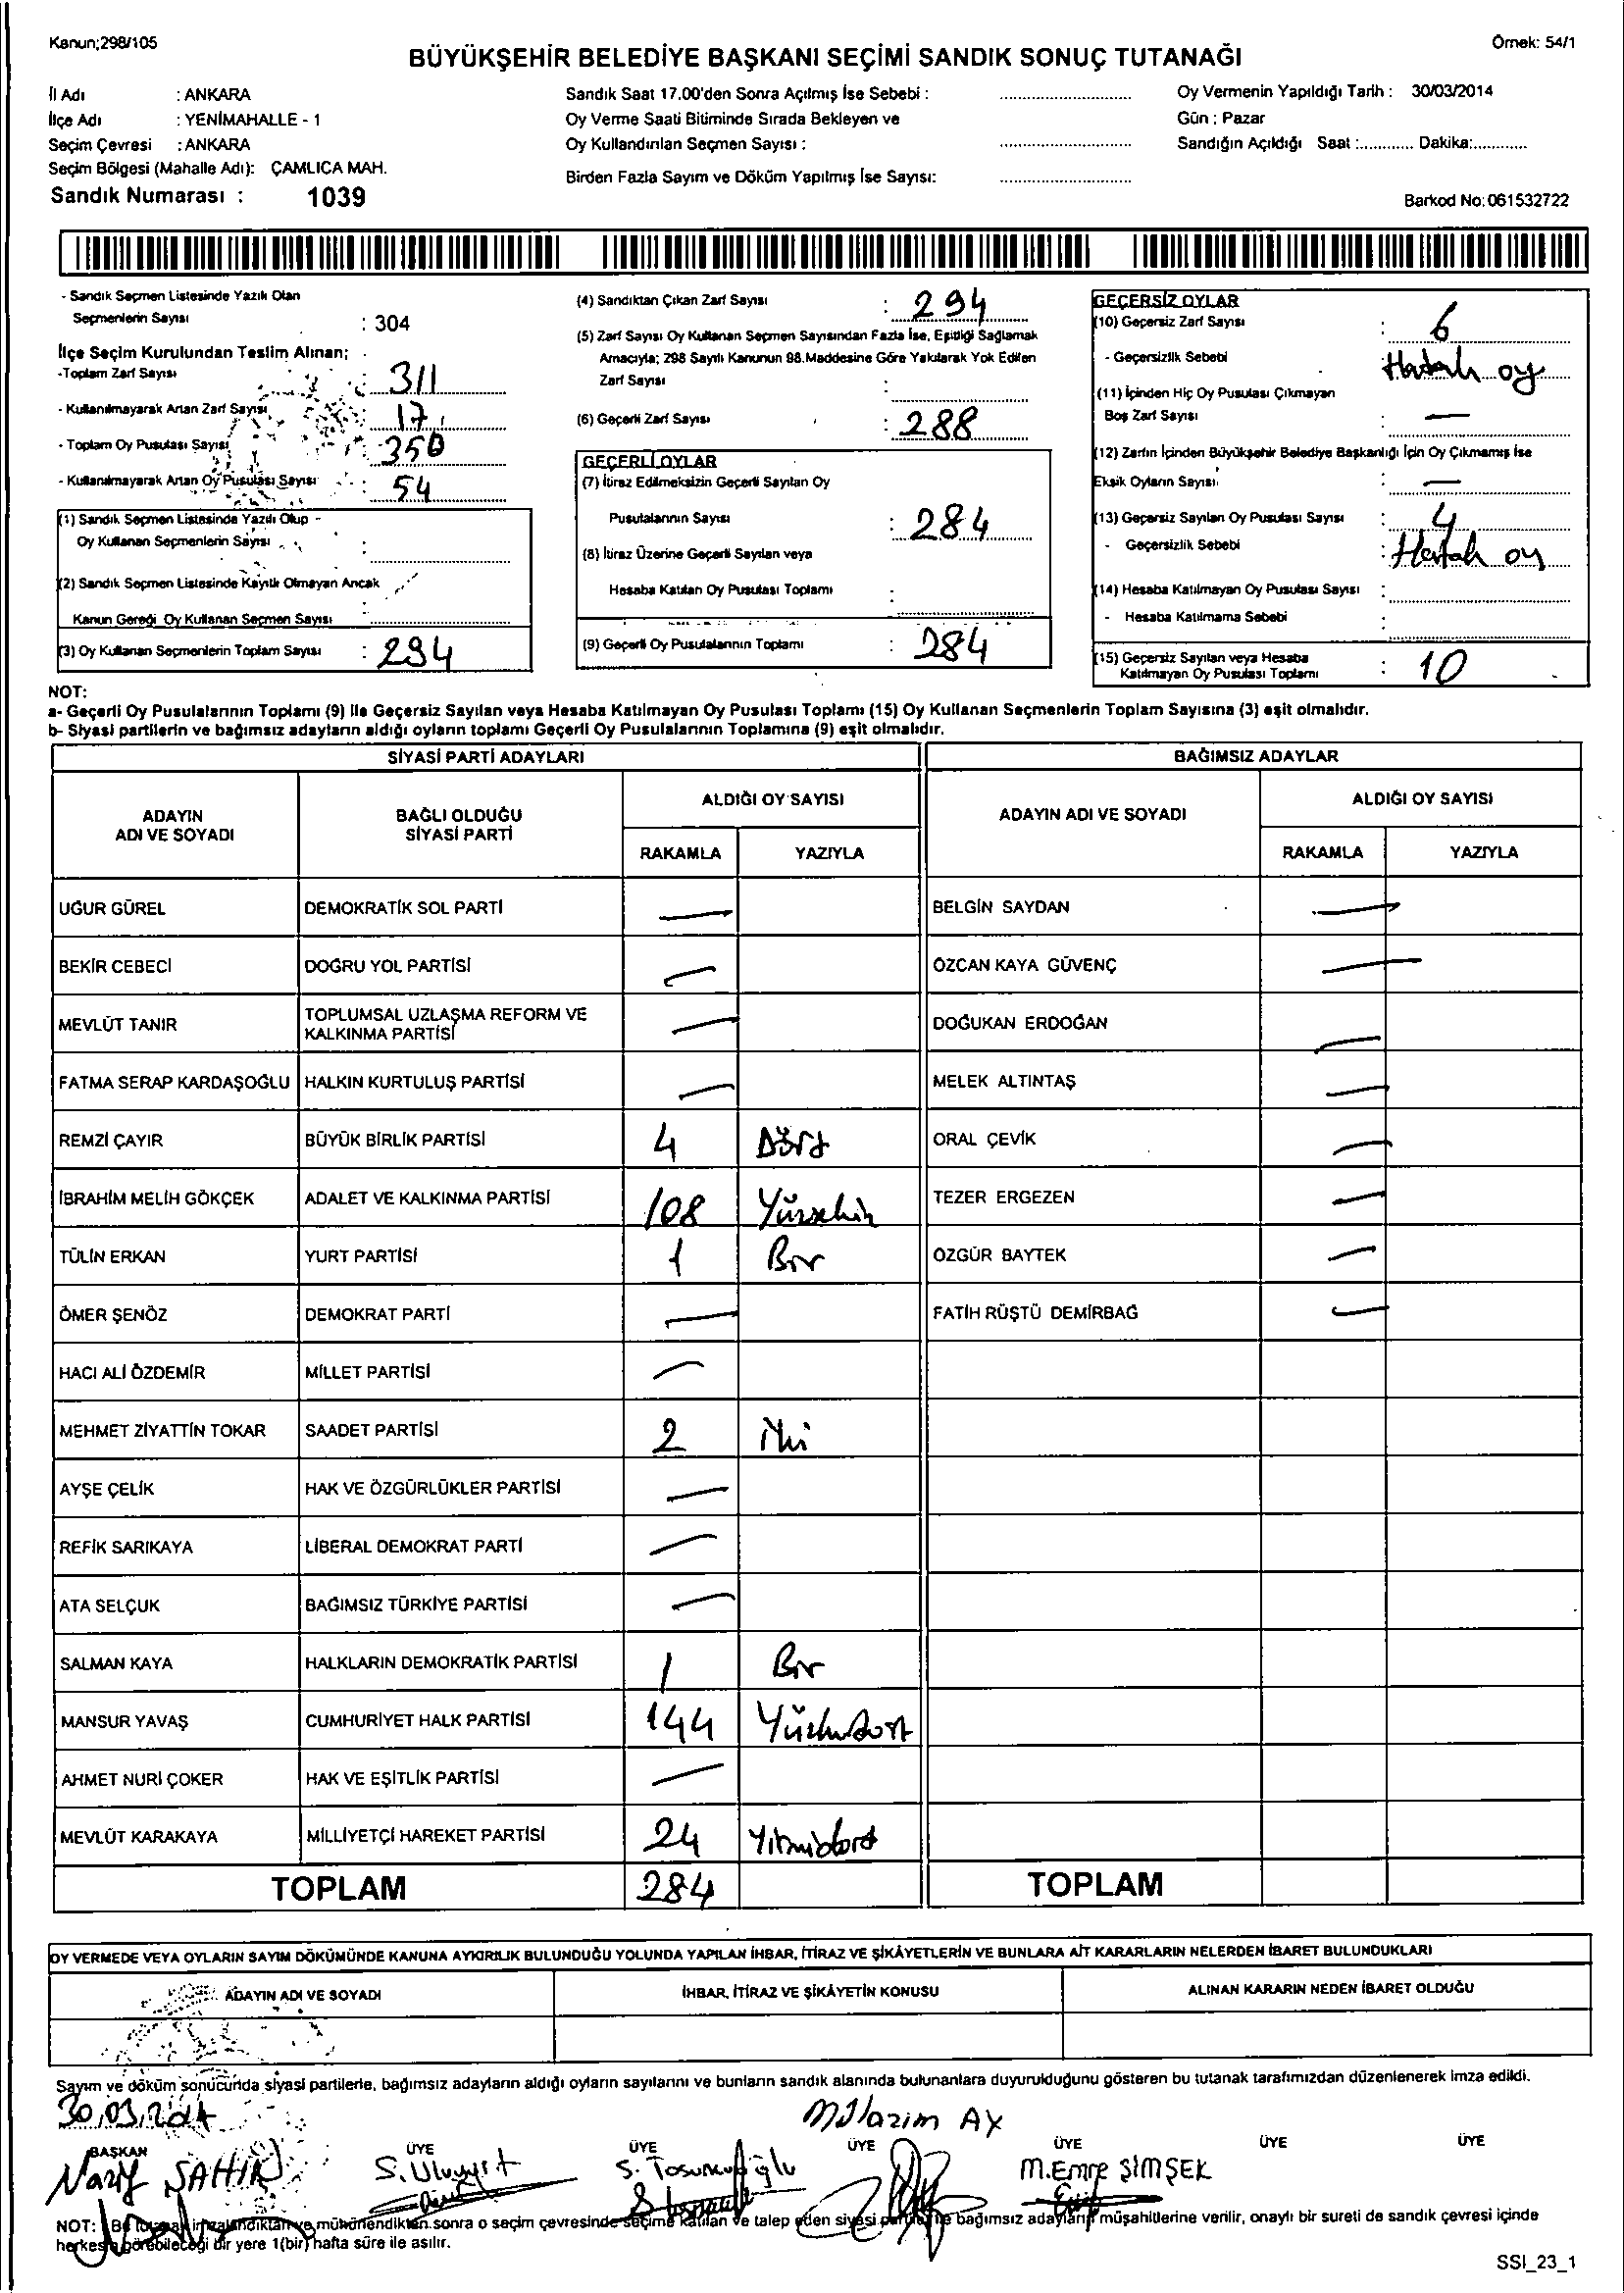 Kanun;298/105
Örnek: 54/1
BÜYÜKŞEHİR BELEDİYE BAŞKANI SEÇİMİ SANDIK SONUÇ TUTANAĞI
İl Adı : ANKARA
İlçe Adı : YENİMAHALLE - 1
Seçim Çevresi : ANKARA
Seçim Bölgesi (Mahalle Adı): ÇAMLICA MAH.
Sandık Numarası : 1039
Sandık Saat 17.00'den Sonra Açılmış İse Sebebi :
Oy Verme Saati Bitiminde Sırada Bekleyen ve
Oy Kullandırılan Seçmen Sayısı :
Birden Fazla Sayım ve Döküm Yapılmış İse Sayısı:
Oy Vermenin Yapıldığı Tarih : 30/03/2014
Gün : Pazar
Sandığın Açıldığı Saat :............ Dakika:............
Barkod No: 061532722
- Sandık Seçmen Listesinde Yazılı Olan
Seçmenlerin Sayısı : 304
İlçe Seçim Kurulundan Teslim Alınan;
-Toplam Zarf Sayısı : 311
- Kullanılmayarak Artan Zarf Sayısı 17
- Toplam Oy Pusulası Sayısı 350
- Kullanılmayarak Artan Oy Pusulası Sayısı : 54
(1) Sandık Seçmen Listesinde Yazılı Olup
Oy Kullanan Seçmenlerin Sayısı :
(2) Sandık Seçmen Listesinde Kayıtlı Olmayan Ancak
Kanun Gereği Oy Kullanan Seçmen Sayısı :
(3) Oy Kullanan Seçmenlerin Toplam Sayısı : 294
(4) Sandıktan Çıkan Zarf Sayısı : 294
(5) Zarf Sayısı Oy Kullanan Seçmen Sayısından Fazla İse, Eşitliği Sağlamak
Amacıyla; 298 Sayılı Kanunun 98.Maddesine Göre Yakılarak Yok Edilen
Zarf Sayısı :
(6) Geçerli Zarf Sayısı : 288
GEÇERLİ OYLAR
(7) İtiraz Edilmeksizin Geçerli Sayılan Oy
Pusulalarının Sayısı : 284
(8) İtiraz Üzerine Geçerli Sayılan veya
Hesaba Katılan Oy Pusulası Toplamı :
(9) Geçerli Oy Pusulalarının Toplamı : 284
GEÇERSİZ OYLAR
(10) Geçersiz Zarf Sayısı : 6
- Geçersizlik Sebebi : Hatalı oy
(11) İçinden Hiç Oy Pusulası Çıkmayan
Boş Zarf Sayısı : —
(12) Zarfın İçinden Büyükşehir Belediye Başkanlığı İçin Oy Çıkmamış İse
Eksik Oyların Sayısı : —
(13) Geçersiz Sayılan Oy Pusulası Sayısı : 4
- Geçersizlik Sebebi : Hatalı oy
(14) Hesaba Katılmayan Oy Pusulası Sayısı :
- Hesaba Katılmama Sebebi :
(15) Geçersiz Sayılan veya Hesaba
Katılmayan Oy Pusulası Toplamı : 10
NOT:
a- Geçerli Oy Pusulalarının Toplamı (9) ile Geçersiz Sayılan veya Hesaba Katılmayan Oy Pusulası Toplamı (15) Oy Kullanan Seçmenlerin Toplam Sayısına (3) eşit olmalıdır.
b- Siyasi partilerin ve bağımsız adayların aldığı oyların toplamı Geçerli Oy Pusulalarının Toplamına (9) eşit olmalıdır.
SİYASİ PARTİ ADAYLARI
BAĞIMSIZ ADAYLAR
ADAYIN ADI VE SOYADI
BAĞLI OLDUĞU SİYASİ PARTİ
ALDIĞI OY SAYISI
RAKAMLA YAZIYLA
ADAYIN ADI VE SOYADI
ALDIĞI OY SAYISI
RAKAMLA YAZIYLA
UĞUR GÜREL DEMOKRATİK SOL PARTİ — BELGİN SAYDAN —
BEKİR CEBECİ DOĞRU YOL PARTİSİ — ÖZCAN KAYA GÜVENÇ —
MEVLÜT TANIR TOPLUMSAL UZLAŞMA REFORM VE KALKINMA PARTİSİ — DOĞUKAN ERDOĞAN —
FATMA SERAP KARDAŞOĞLU HALKIN KURTULUŞ PARTİSİ — MELEK ALTINTAŞ —
REMZİ ÇAYIR BÜYÜK BİRLİK PARTİSİ 4 Dört ORAL ÇEVİK —
İBRAHİM MELİH GÖKÇEK ADALET VE KALKINMA PARTİSİ 108 Yüzsekiz TEZER ERGEZEN —
TÜLİN ERKAN YURT PARTİSİ 1 Bir ÖZGÜR BAYTEK —
ÖMER ŞENÖZ DEMOKRAT PARTİ — FATİH RÜŞTÜ DEMİRBAĞ —
HACI ALİ ÖZDEMİR MİLLET PARTİSİ —
MEHMET ZİYATTİN TOKAR SAADET PARTİSİ 2 iki
AYŞE ÇELİK HAK VE ÖZGÜRLÜKLER PARTİSİ —
REFİK SARIKAYA LİBERAL DEMOKRAT PARTİ —
ATA SELÇUK BAĞIMSIZ TÜRKİYE PARTİSİ —
SALMAN KAYA HALKLARIN DEMOKRATİK PARTİSİ 1 Bir
MANSUR YAVAŞ CUMHURİYET HALK PARTİSİ 144
AHMET NURİ ÇOKER HAK VE EŞİTLİK PARTİSİ —
MEVLÜT KARAKAYA MİLLİYETÇİ HAREKET PARTİSİ 24 Yirmidört
TOPLAM 284 TOPLAM
OY VERMEDE VEYA OYLARIN SAYIM DÖKÜMÜNDE KANUNA AYKIRILIK BULUNDUĞU YOLUNDA YAPILAN İHBAR, İTİRAZ VE ŞİKÂYETLERİN VE BUNLARA AİT KARARLARIN NELERDEN İBARET BULUNDUKLARI
ADAYIN ADI VE SOYADI İHBAR, İTİRAZ VE ŞİKÂYETİN KONUSU ALINAN KARARIN NEDEN İBARET OLDUĞU
Sayım ve döküm sonucunda siyasi partilerle, bağımsız adayların aldığı oyların sayılarını ve bunların sandık alanında bulunanlara duyurulduğunu gösteren bu tutanak tarafımızdan düzenlenerek imza edildi.
30.03.2014
Mülazim AY
BAŞKAN ÜYE ÜYE ÜYE ÜYE ÜYE ÜYE
Nazif ŞAHİN S. Uluyurt S. Tosunoğlu M.Emre ŞİMŞEK
NOT: Bu tutanak imzalandıktan ve mühürlendikten sonra o seçim çevresinde seçime katılan ve talep eden siyasi partiler ile bağımsız adayların müşahitlerine verilir, onaylı bir sureti de sandık çevresi içinde
herkesin görebileceği bir yere 1(bir) hafta süre ile asılır.
SSI_23_1